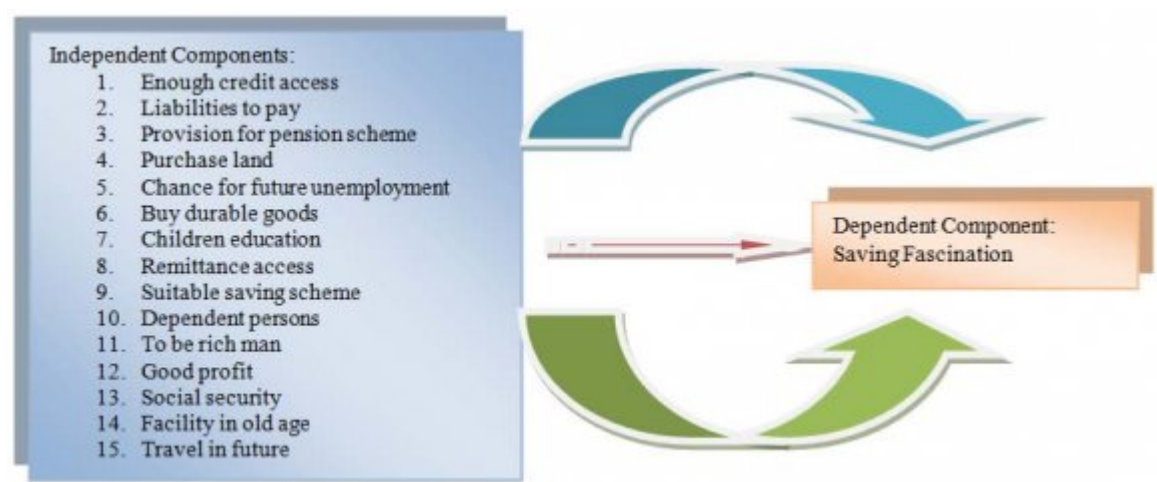 Independent Components:
1. Enough credit access
2. Liabilities to pay
3. Provision for pension scheme
4. Purchase land
5. Chance for future unemployment
6. Buy durable goods
7. Children education
8. Remittance access
9. Suitable saving scheme
10. Dependent persons
11. To be rich man
12. Good profit
13. Social security
14. Facility in old age
15. Travel in future
Dependent Component:
Saving Fascination